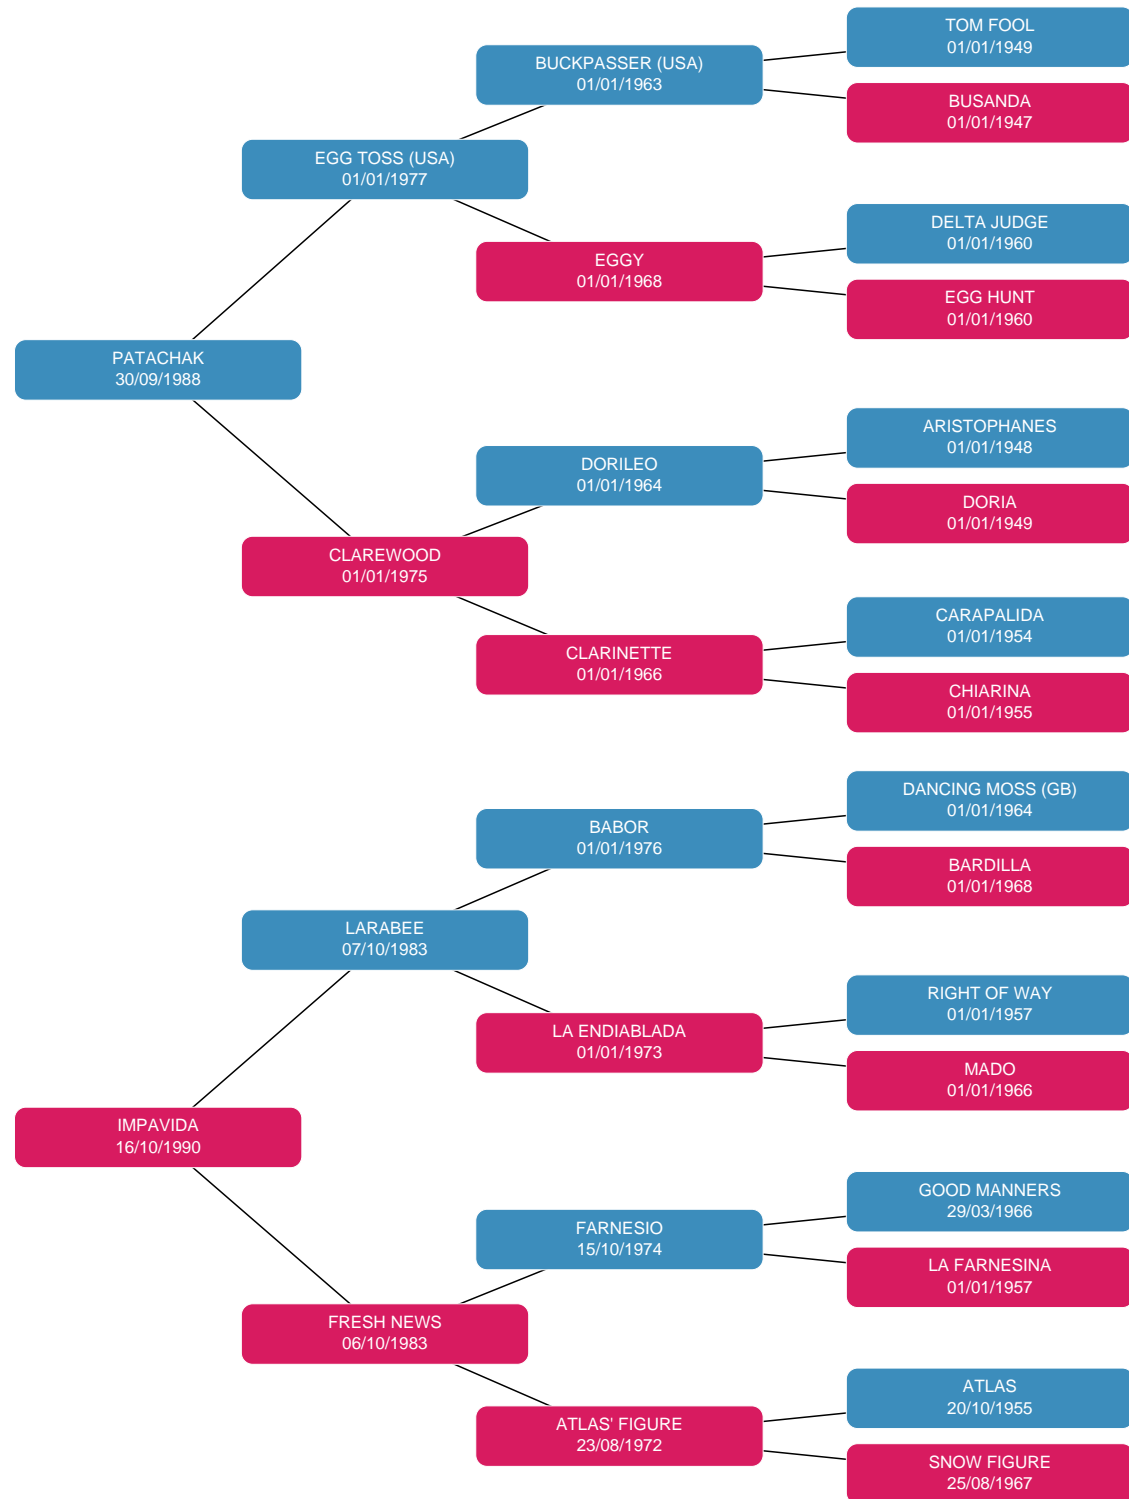 TOM FOOL
01/01/1949
BUCKPASSER (USA)
01/01/1963
BUSANDA
01/01/1947
EGG TOSS (USA)
01/01/1977
DELTA JUDGE
01/01/1960
EGGY
01/01/1968
EGG HUNT
01/01/1960
PATACHAK
30/09/1988
ARISTOPHANES
01/01/1948
DORILEO
01/01/1964
DORIA
01/01/1949
CLAREWOOD
01/01/1975
CARAPALIDA
01/01/1954
CLARINETTE
01/01/1966
CHIARINA
01/01/1955
DANCING MOSS (GB)
01/01/1964
BABOR
01/01/1976
BARDILLA
01/01/1968
LARABEE
07/10/1983
RIGHT OF WAY
01/01/1957
LA ENDIABLADA
01/01/1973
MADO
01/01/1966
IMPAVIDA
16/10/1990
GOOD MANNERS
29/03/1966
FARNESIO
15/10/1974
LA FARNESINA
01/01/1957
FRESH NEWS
06/10/1983
ATLAS
20/10/1955
ATLAS' FIGURE
23/08/1972
SNOW FIGURE
25/08/1967